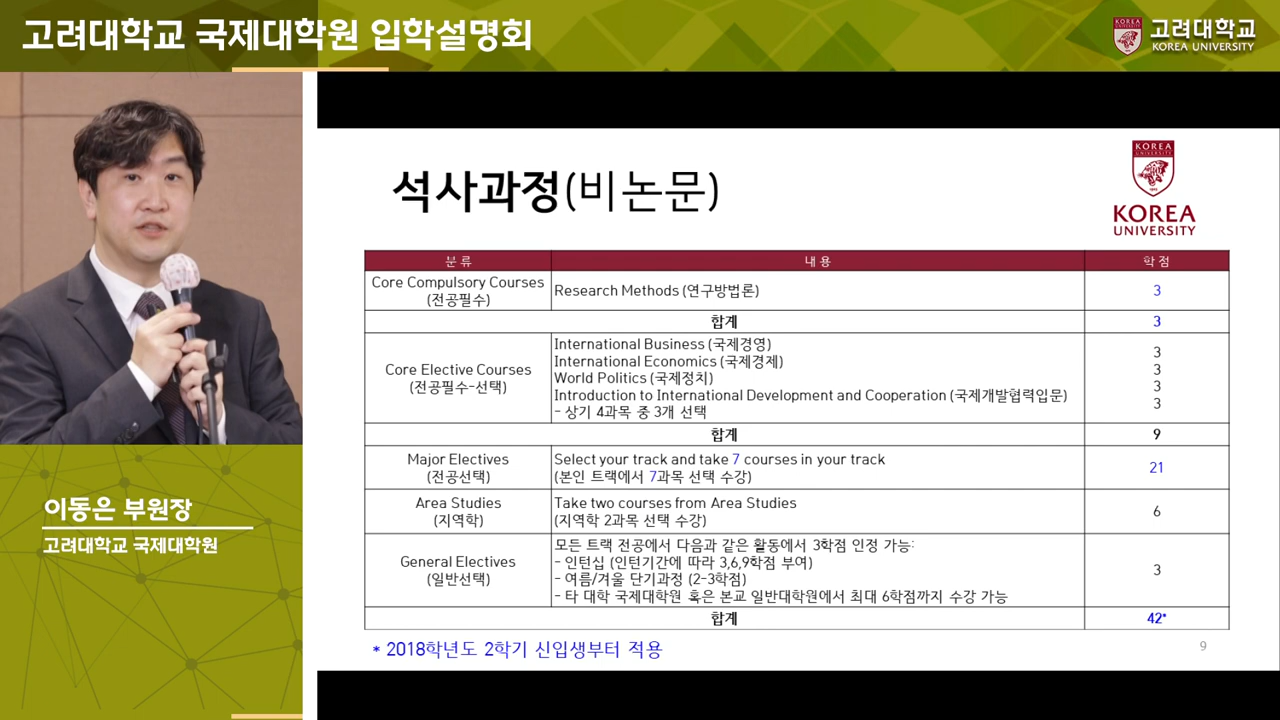 고려대학교 국제대학원 입학설명회
KOREA
고려대학교
KOREA UNIVERSITY
석사과정(비논문)
KOREA
UNIVERSITY
KOREA
UNIVERSITY
분 류 내 용 학 점
Core Compulsory Courses
(전공필수)
Research Methods (연구방법론)
3
합계 3
Core Elective Courses
(전공필수-선택)
International Business (국제경영)
International Economics (국제경제)
World Politics (국제정치)
Introduction to International Development and Cooperation (국제개발협력입문)
- 상기 4과목 중 3개 선택
3
3
3
3
합계 9
Major Electives
(전공선택)
Select your track and take 7 courses in your track
(본인 트랙에서 7과목 선택 수강)
21
Area Studies
(지역학)
Take two courses from Area Studies
(지역학 2과목 선택 수강)
6
General Electives
(일반선택)
모든 트랙 전공에서 다음과 같은 활동에서 3학점 인정 가능:
- 인턴십 (인턴기간에 따라 3,6,9학점 부여)
- 여름/겨울 단기과정 (2-3학점)
- 타 대학 국제대학원 혹은 본교 일반대학원에서 최대 6학점까지 수강 가능
3
합계 42*
* 2018학년도 2학기 신입생부터 적용
9
이동은 부원장
고려대학교 국제대학원